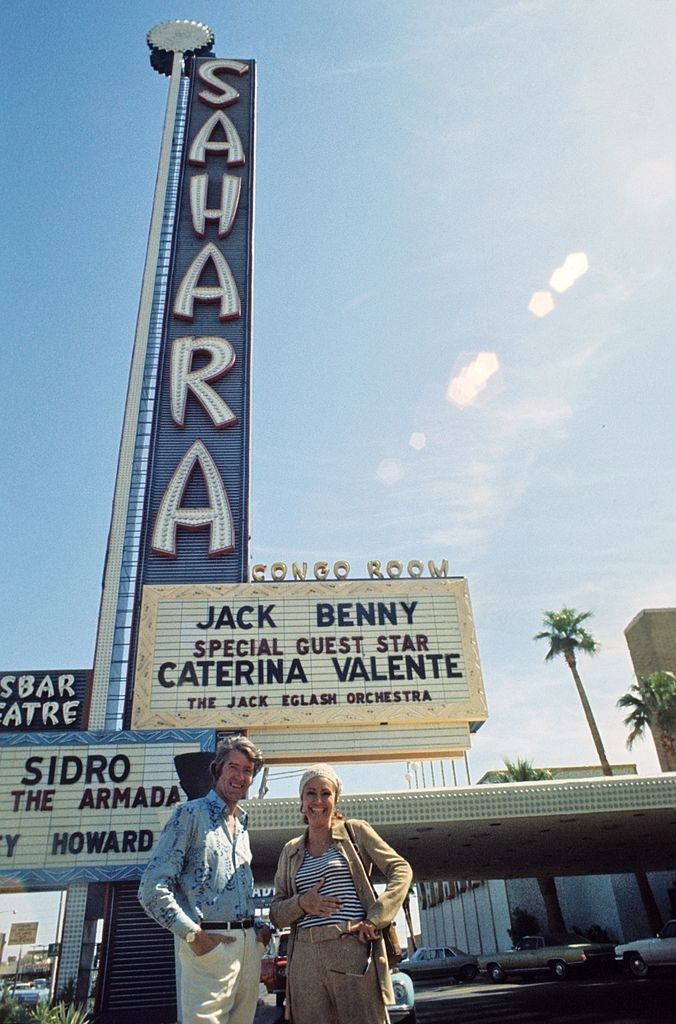 SAHARA
CONGO ROOM
JACK BENNY
SPECIAL GUEST STAR
CATERINA VALENTE
THE JACK EGLASH ORCHESTRA
SBAR
EATRE
SIDRO
THE ARMADA
Y HOWARD